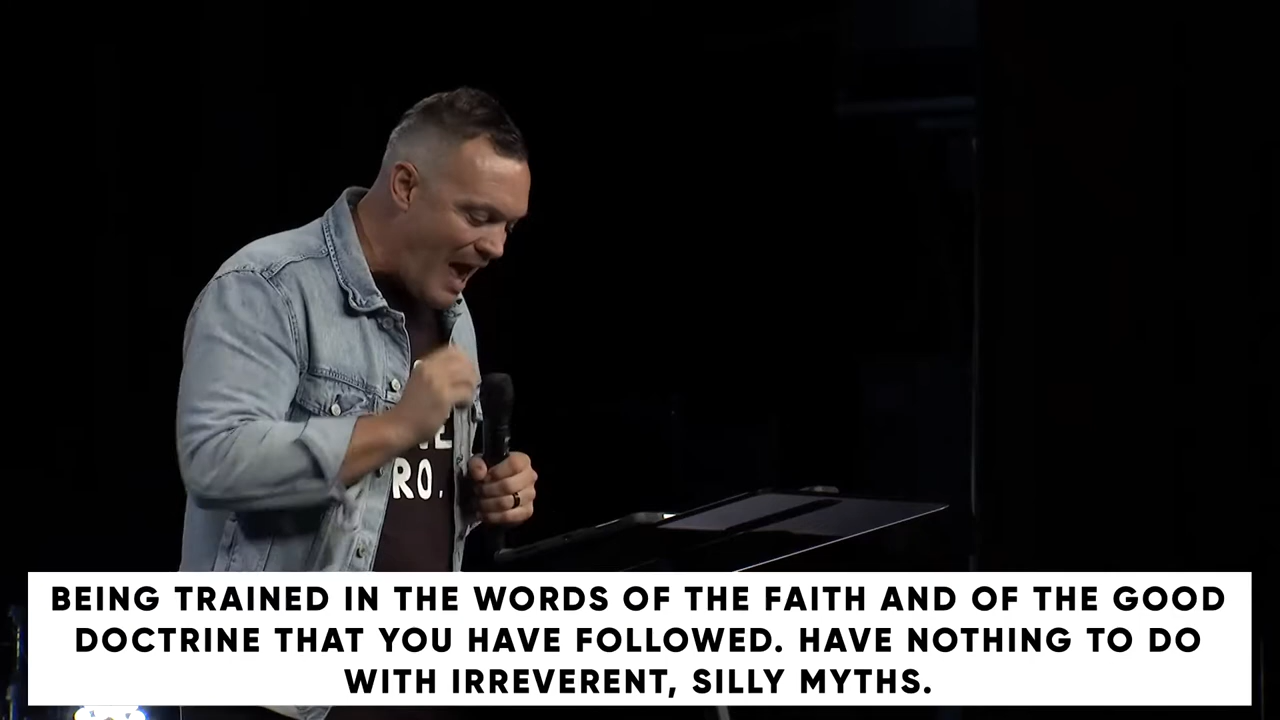 RO.
BEING TRAINED IN THE WORDS OF THE FAITH AND OF THE GOOD
DOCTRINE THAT YOU HAVE FOLLOWED. HAVE NOTHING TO DO
WITH IRREVERENT, SILLY MYTHS.